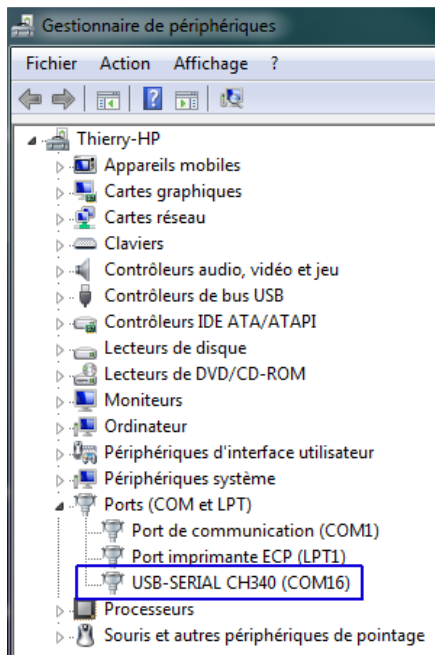 Gestionnaire de périphériques
Fichier Action Affichage ?
Thierry-HP
Appareils mobiles
Cartes graphiques
Cartes réseau
Claviers
Contrôleurs audio, vidéo et jeu
Contrôleurs de bus USB
Contrôleurs IDE ATA/ATAPI
Lecteurs de disque
Lecteurs de DVD/CD-ROM
Moniteurs
Ordinateur
Périphériques d'interface utilisateur
Périphériques système
Ports (COM et LPT)
Port de communication (COM1)
Port imprimante ECP (LPT1)
USB-SERIAL CH340 (COM16)
Processeurs
Souris et autres périphériques de pointage